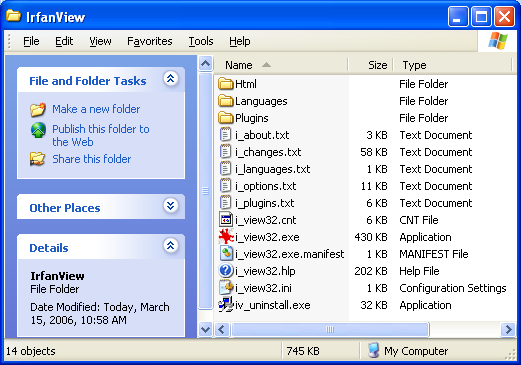 IrfanView
File Edit View Favorites Tools Help
File and Folder Tasks
Make a new folder
Publish this folder to
the Web
Share this folder
Other Places
Details
IrfanView
File Folder
Date Modified: Today, March
15, 2006, 10:58 AM
Name Size Type
Html File Folder
Languages File Folder
Plugins File Folder
i_about.txt 3 KB Text Document
i_changes.txt 58 KB Text Document
i_languages.txt 1 KB Text Document
i_options.txt 11 KB Text Document
i_plugins.txt 6 KB Text Document
i_view32.cnt 6 KB CNT File
i_view32.exe 430 KB Application
i_view32.exe.manifest 1 KB MANIFEST File
i_view32.hlp 202 KB Help File
i_view32.ini 1 KB Configuration Settings
iv_uninstall.exe 32 KB Application
14 objects 745 KB My Computer